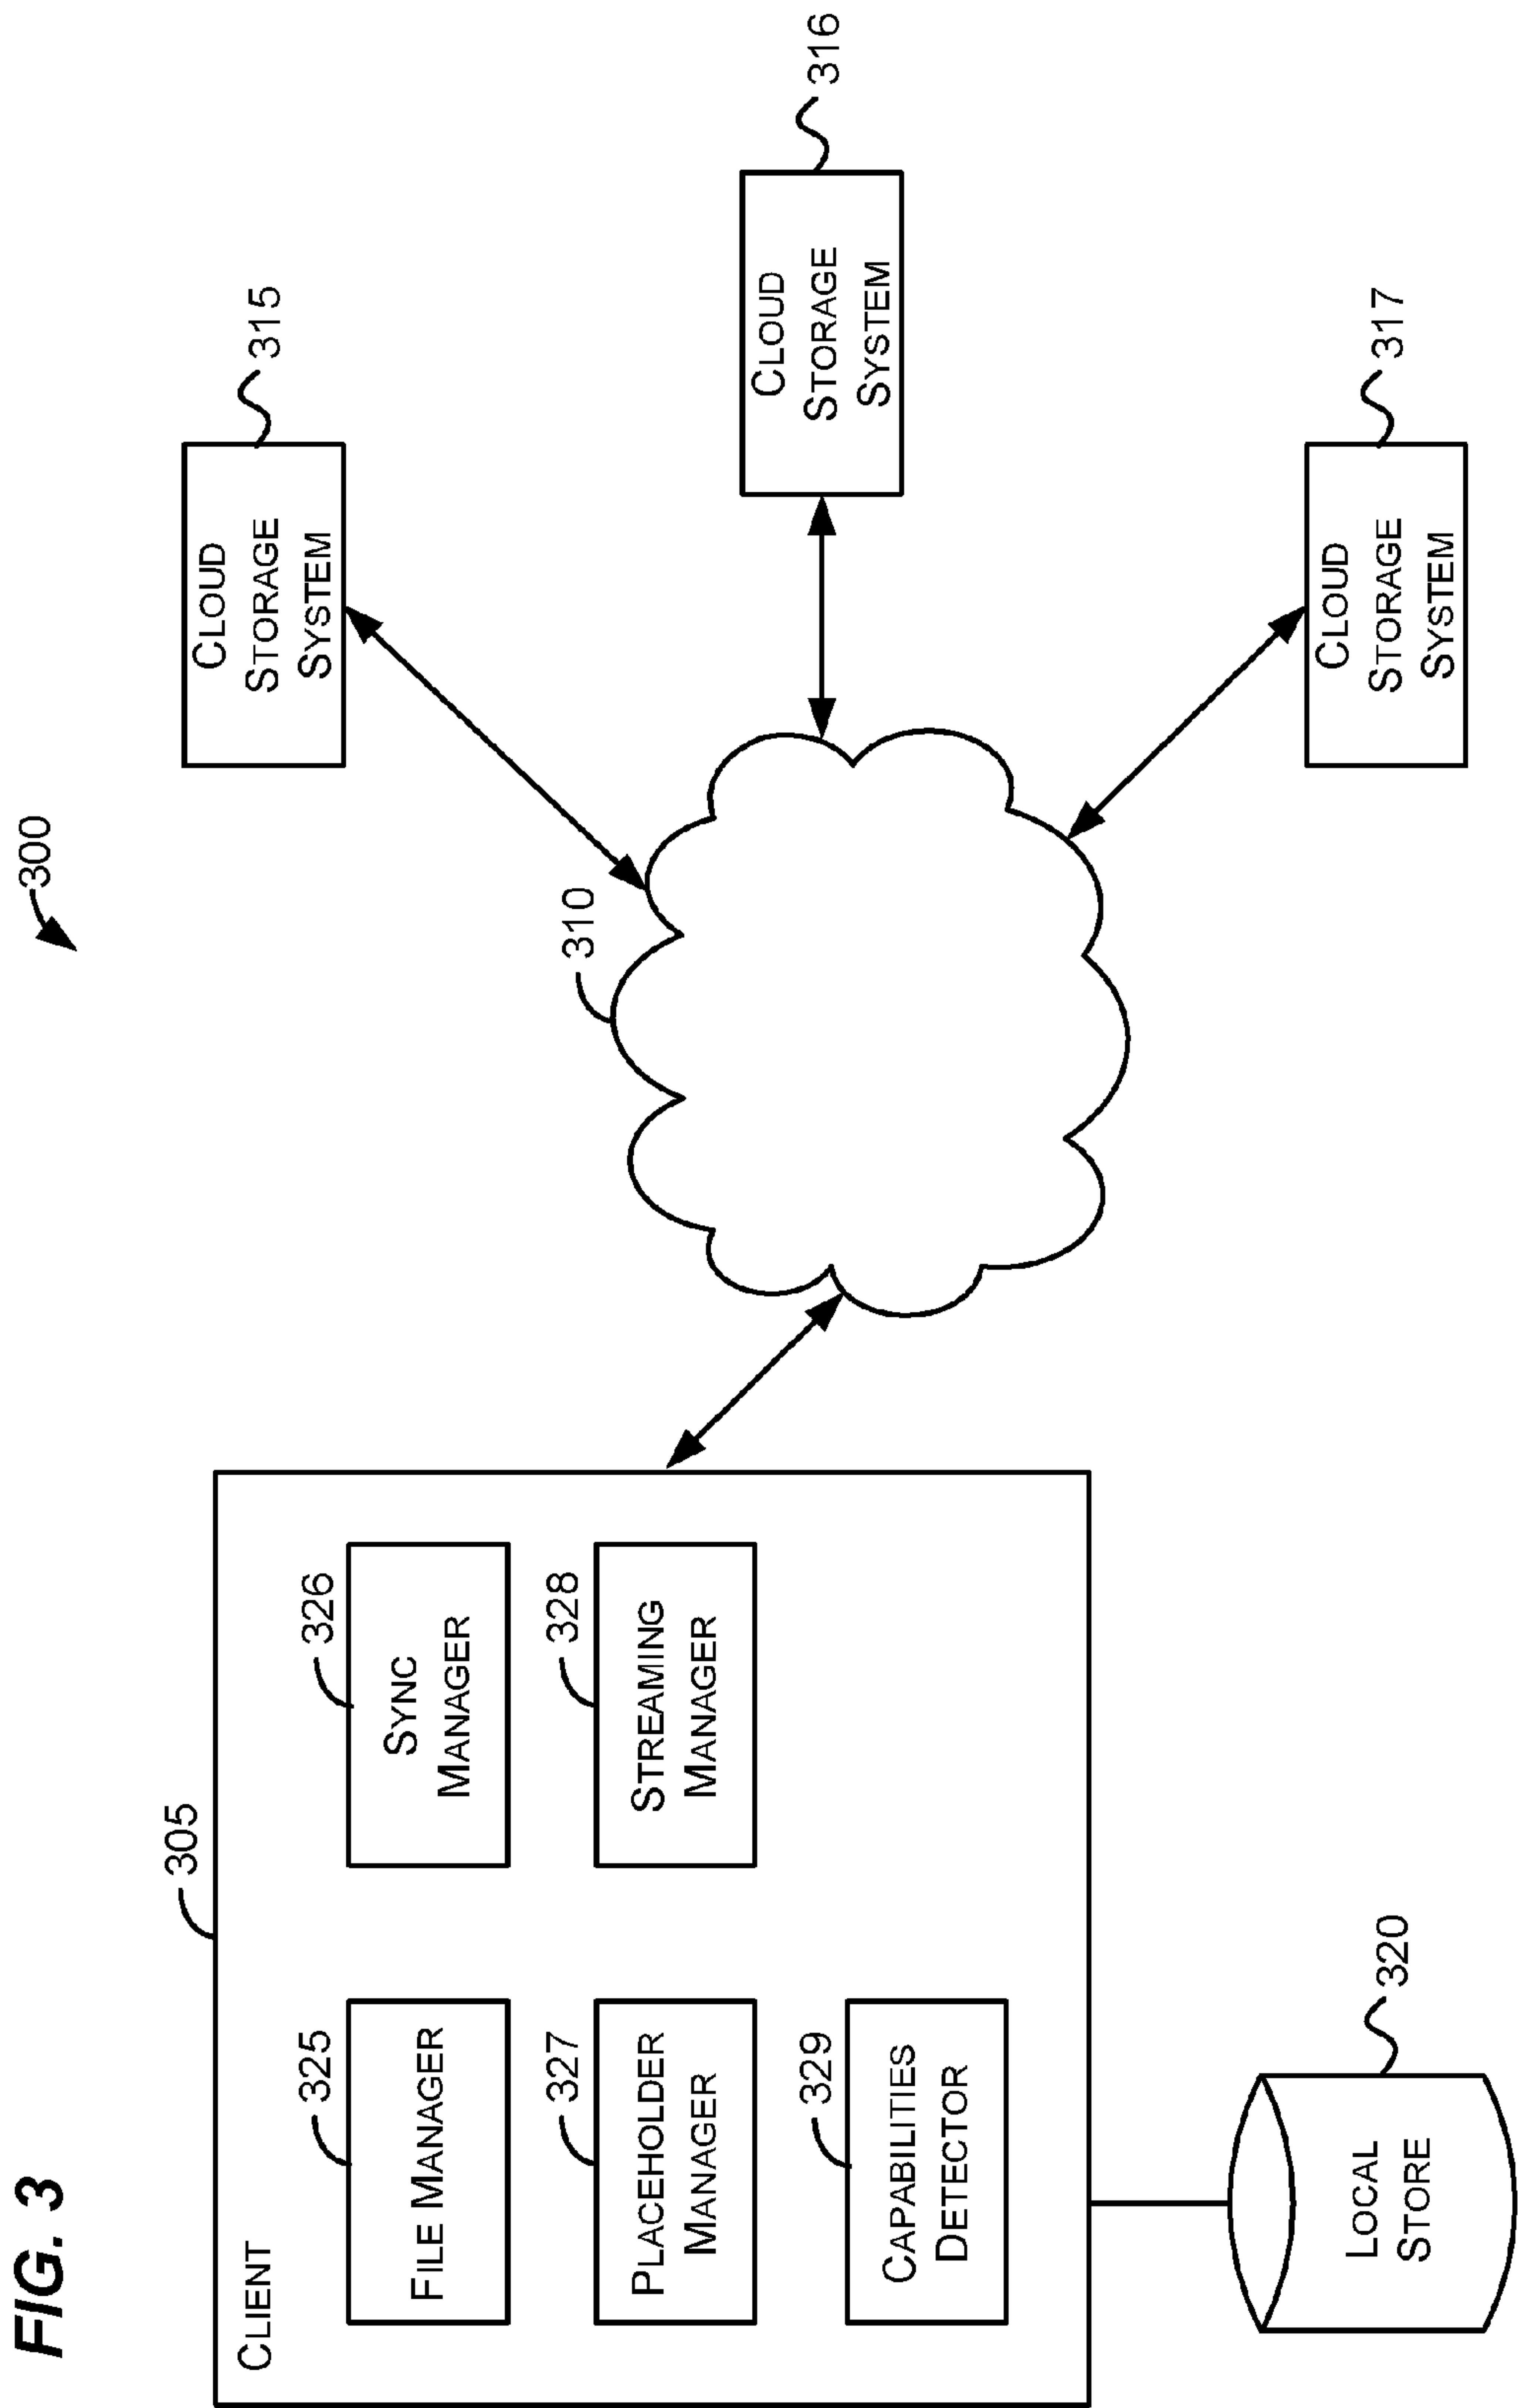 FIG. 3
300
CLIENT
305
325
FILE MANAGER
326
SYNC
MANAGER
327
PLACEHOLDER
MANAGER
328
STREAMING
MANAGER
329
CAPABILITIES
DETECTOR
LOCAL
STORE
320
310
CLOUD
STORAGE
SYSTEM
315
CLOUD
STORAGE
SYSTEM
316
CLOUD
STORAGE
SYSTEM
317